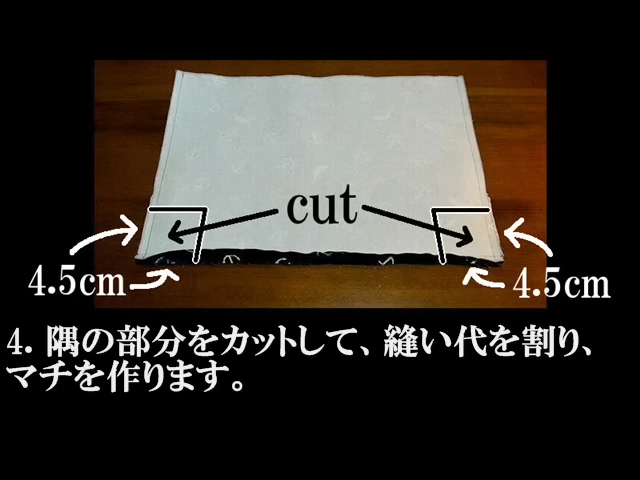 cut
4.5cm
4.5cm
4. 隅の部分をカットして、縫い代を割り、
マチを作ります。